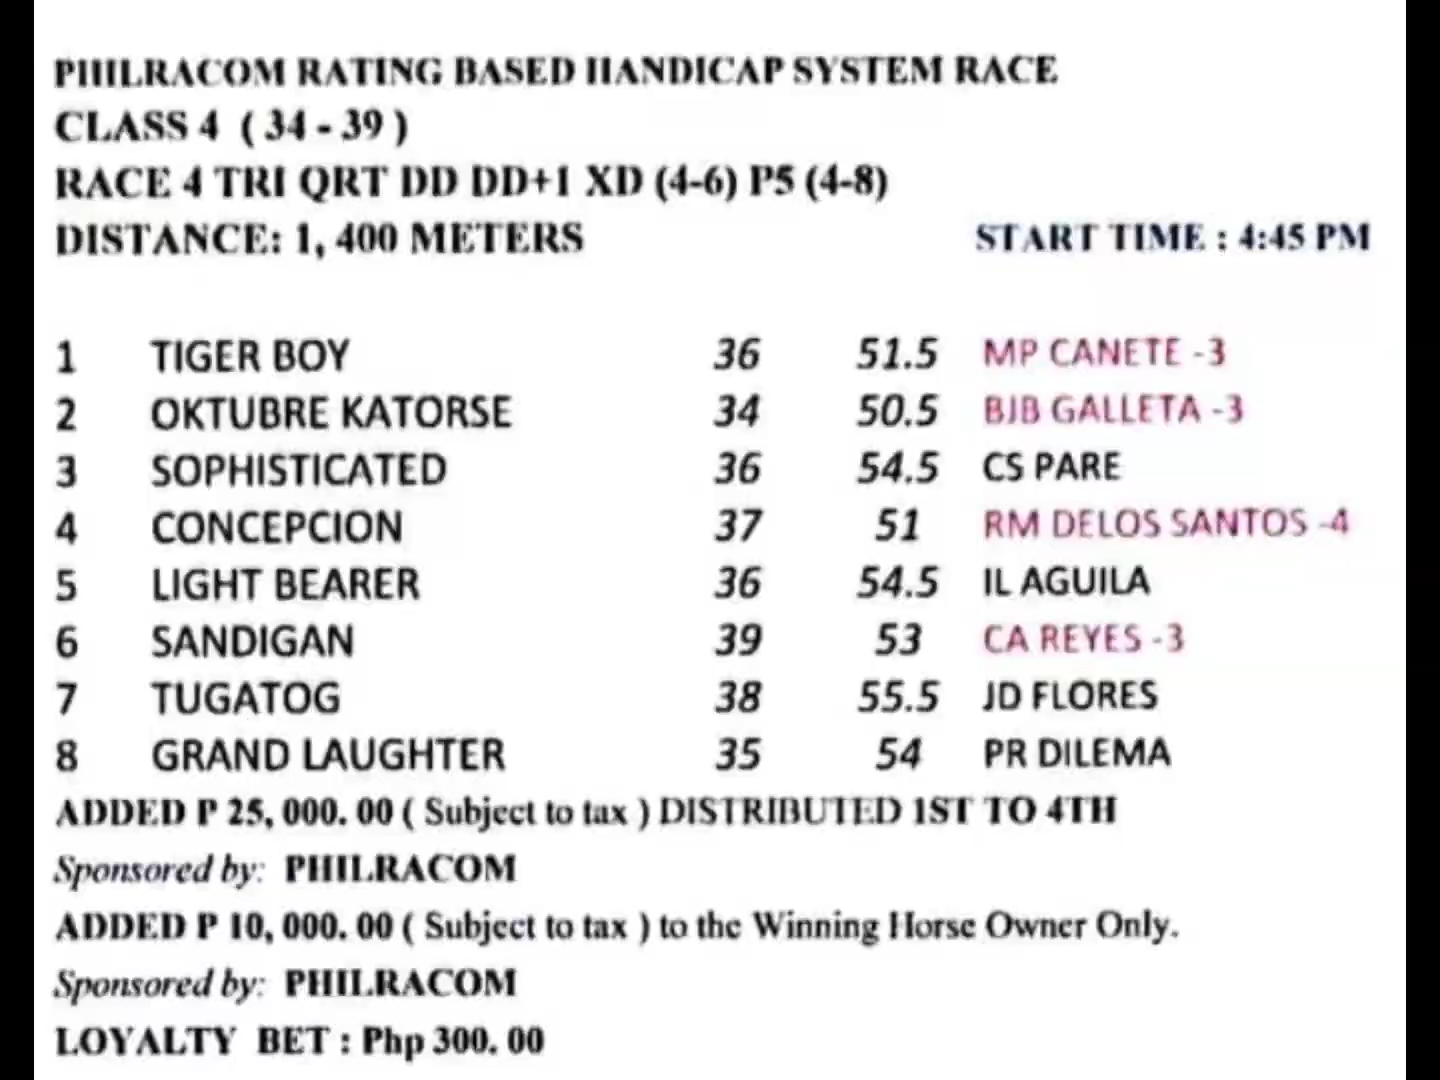 PHILRACOM RATING BASED HANDICAP SYSTEM RACE
CLASS 4 ( 34 - 39 )
RACE 4 TRI QRT DD DD+1 XD (4-6) P5 (4-8)
DISTANCE: 1, 400 METERS START TIME : 4:45 PM
1 TIGER BOY 36 51.5 MP CANETE -3
2 OKTUBRE KATORSE 34 50.5 BJB GALLETA -3
3 SOPHISTICATED 36 54.5 CS PARE
4 CONCEPCION 37 51 RM DELOS SANTOS -4
5 LIGHT BEARER 36 54.5 IL AGUILA
6 SANDIGAN 39 53 CA REYES -3
7 TUGATOG 38 55.5 JD FLORES
8 GRAND LAUGHTER 35 54 PR DILEMA
ADDED P 25, 000. 00 ( Subject to tax ) DISTRIBUTED 1ST TO 4TH
Sponsored by: PHILRACOM
ADDED P 10, 000. 00 ( Subject to tax ) to the Winning Horse Owner Only.
Sponsored by: PHILRACOM
LOYALTY BET : Php 300. 00